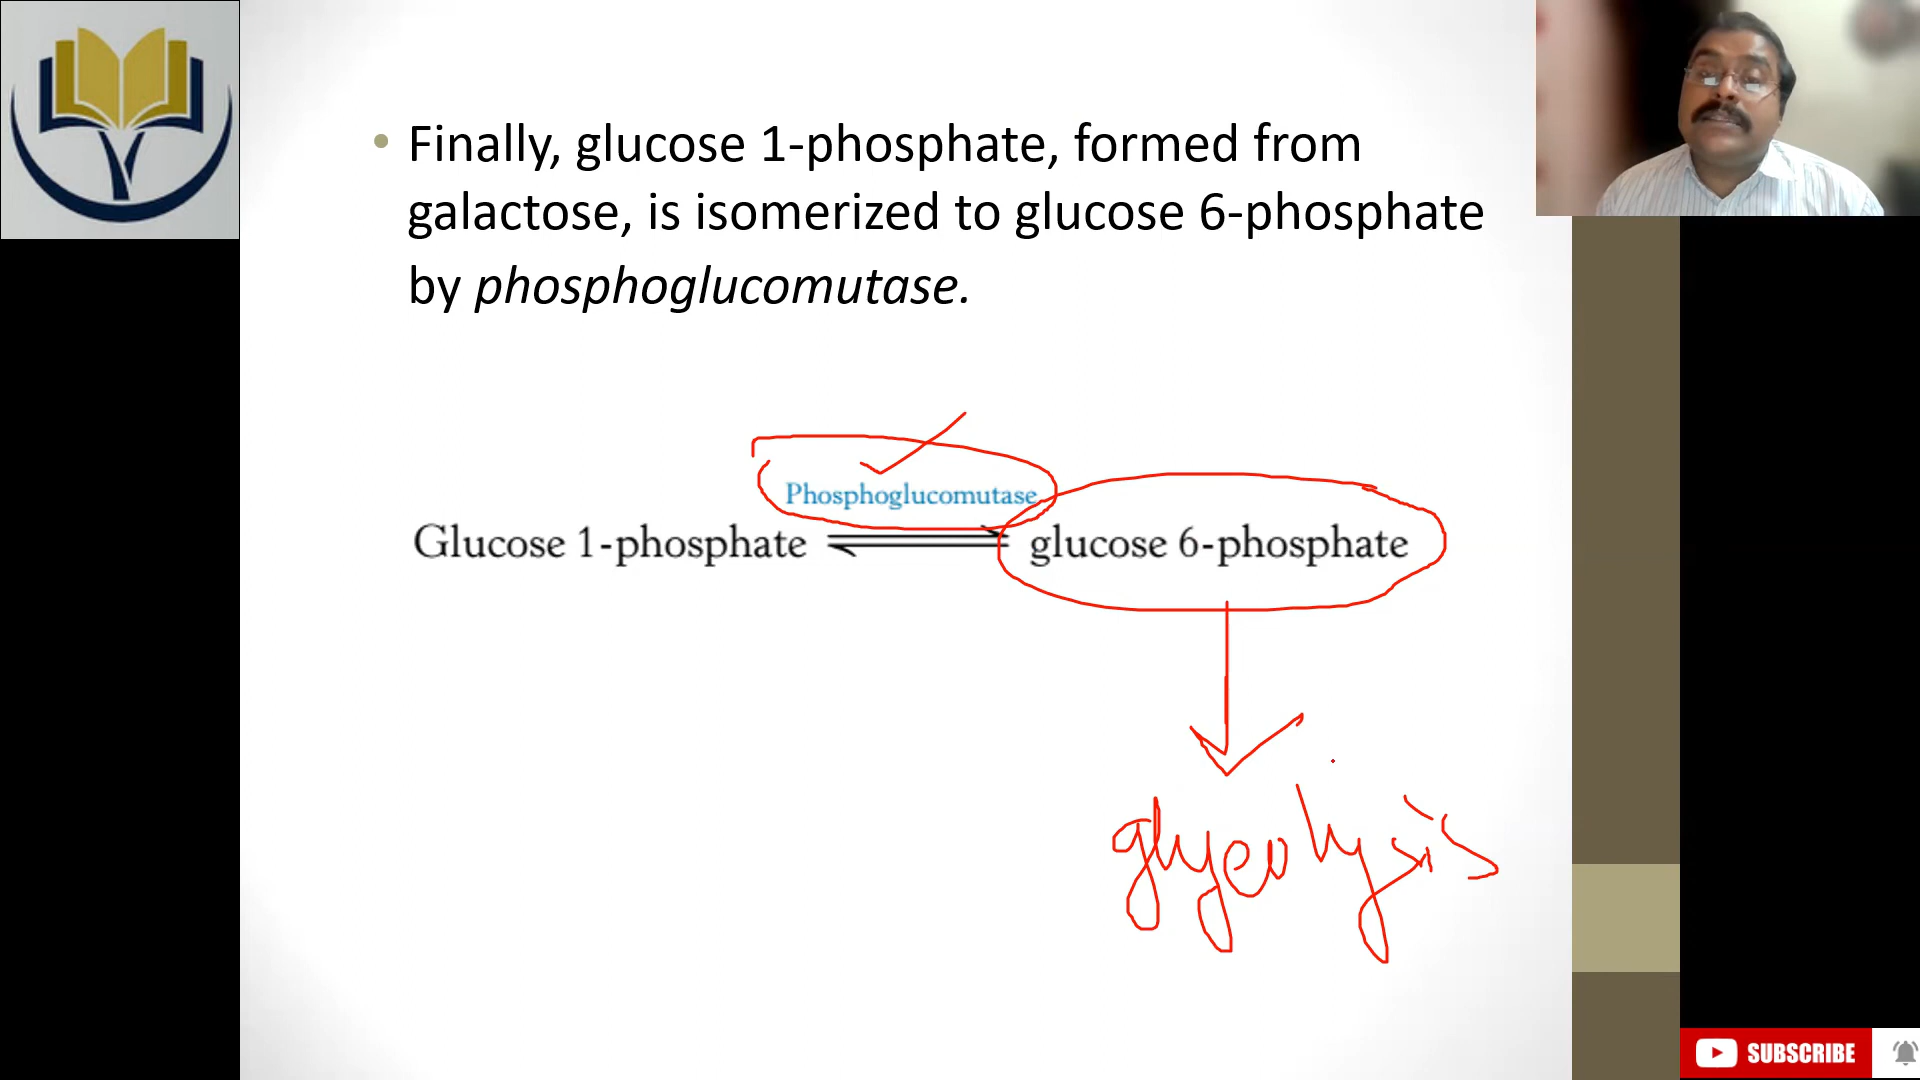 • Finally, glucose 1-phosphate, formed from
galactose, is isomerized to glucose 6-phosphate
by phosphoglucomutase.
Phosphoglucomutase
Glucose 1-phosphate ⇌ glucose 6-phosphate
glycolysis
SUBSCRIBE